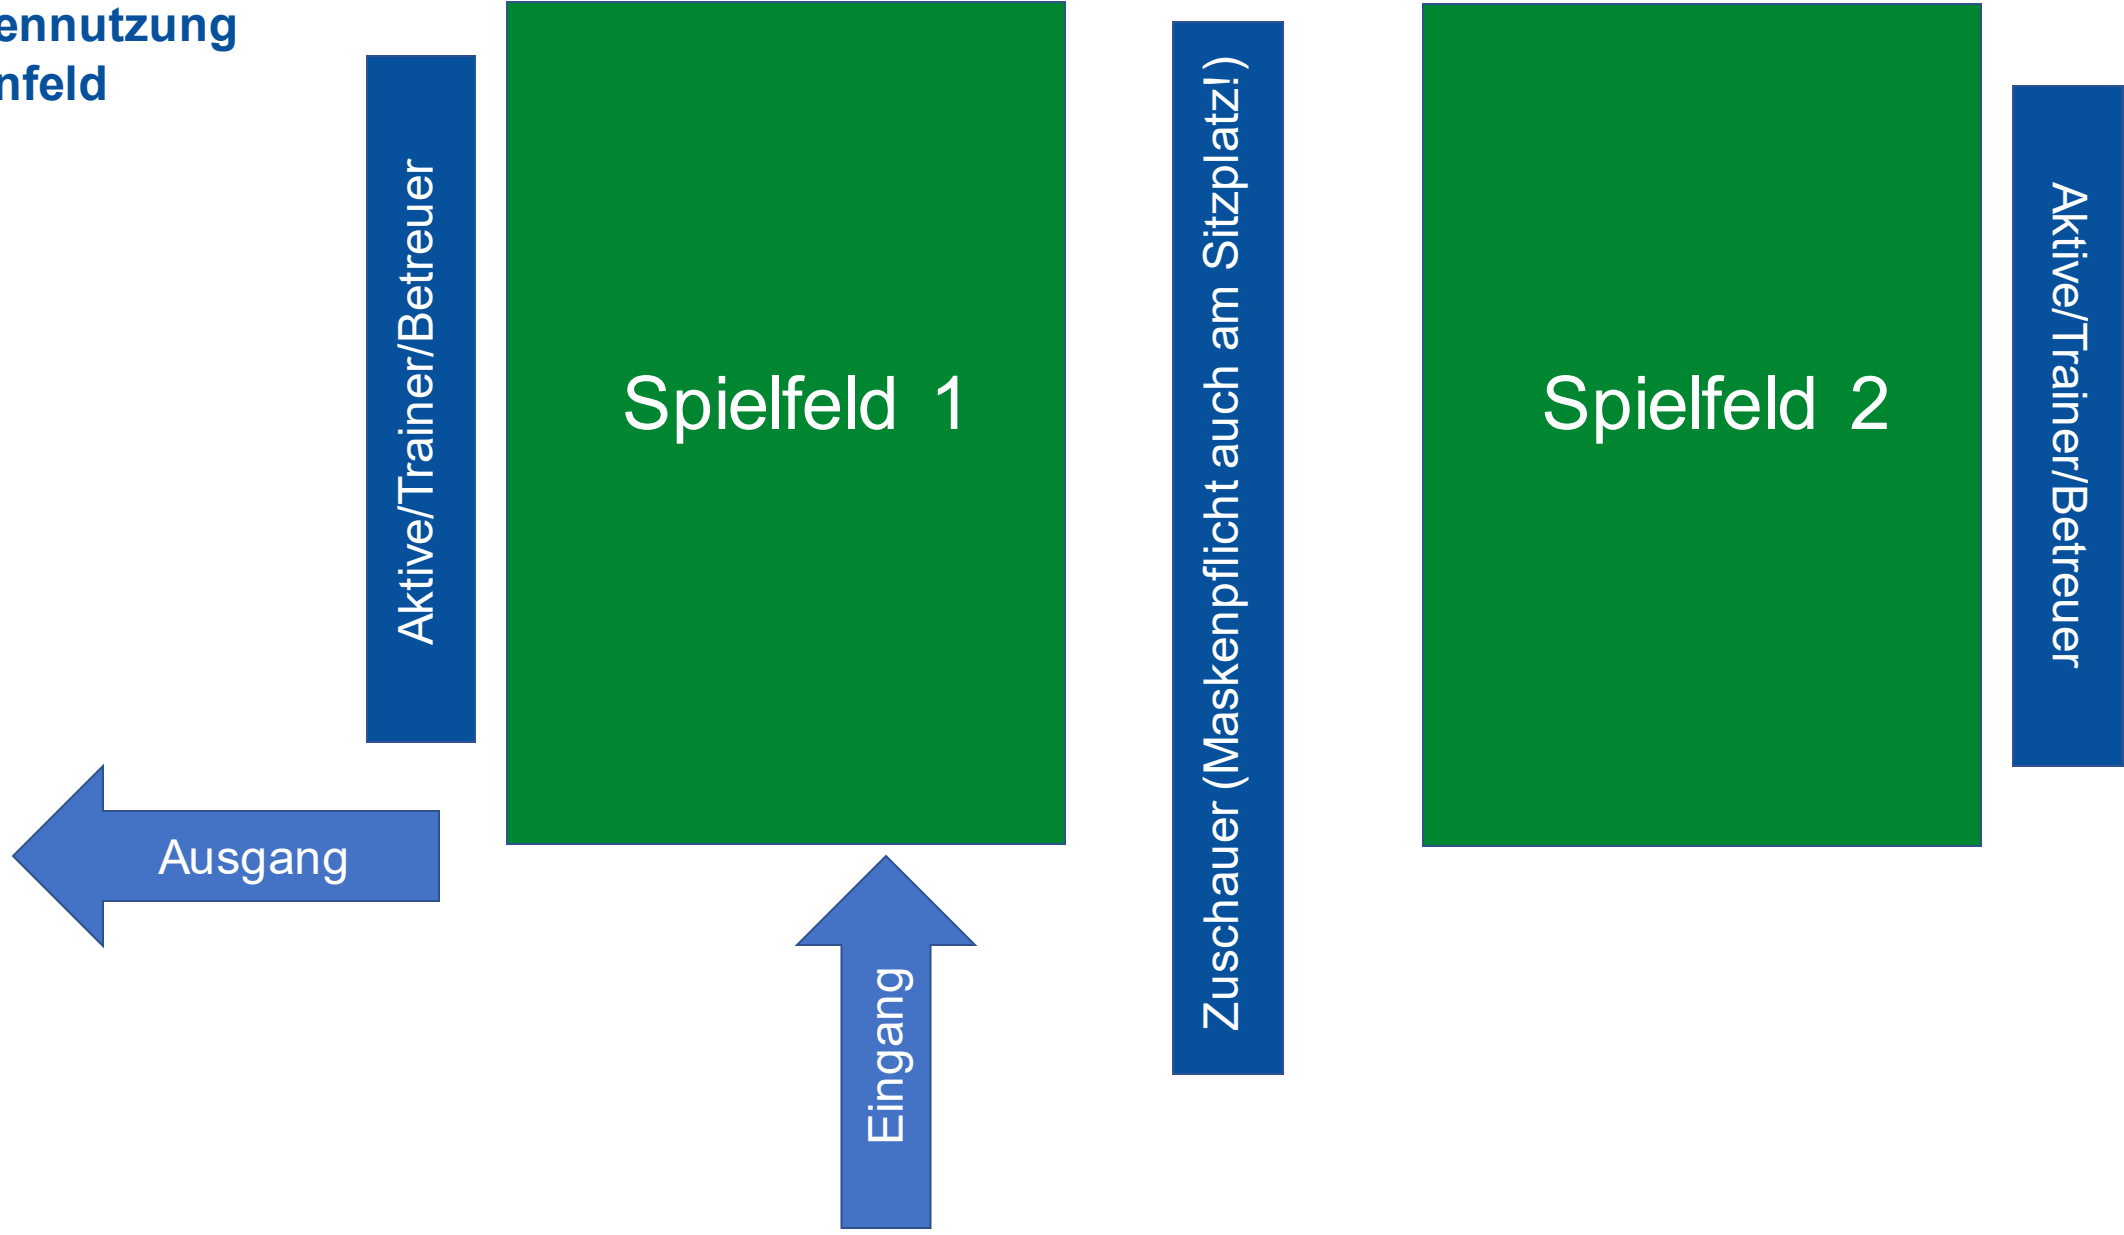 ennutzung
nfeld
Aktive/Trainer/Betreuer
Spielfeld 1
Zuschauer (Maskenpflicht auch am Sitzplatz!)
Spielfeld 2
Aktive/Trainer/Betreuer
Ausgang
Eingang